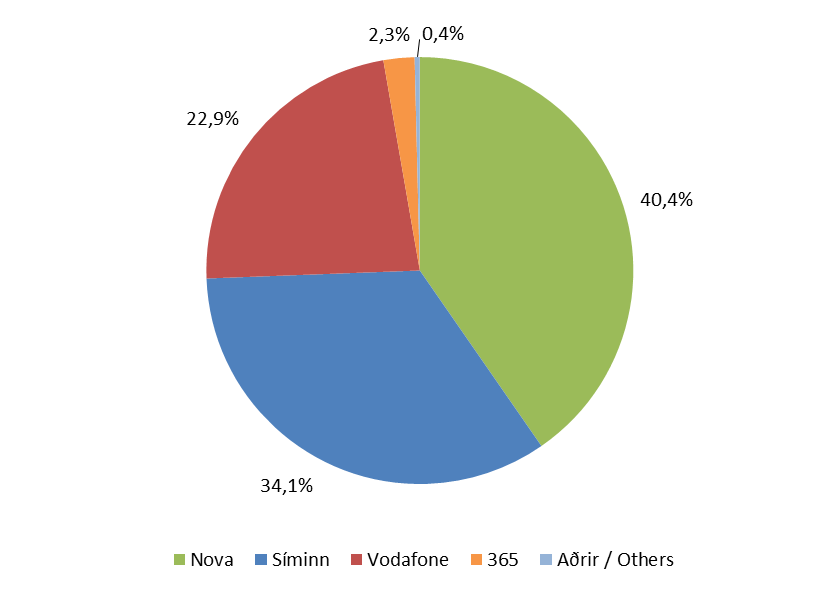 2,3%
0,4%
22,9%
40,4%
34,1%
Nova
Síminn
Vodafone
365
Aðrir / Others